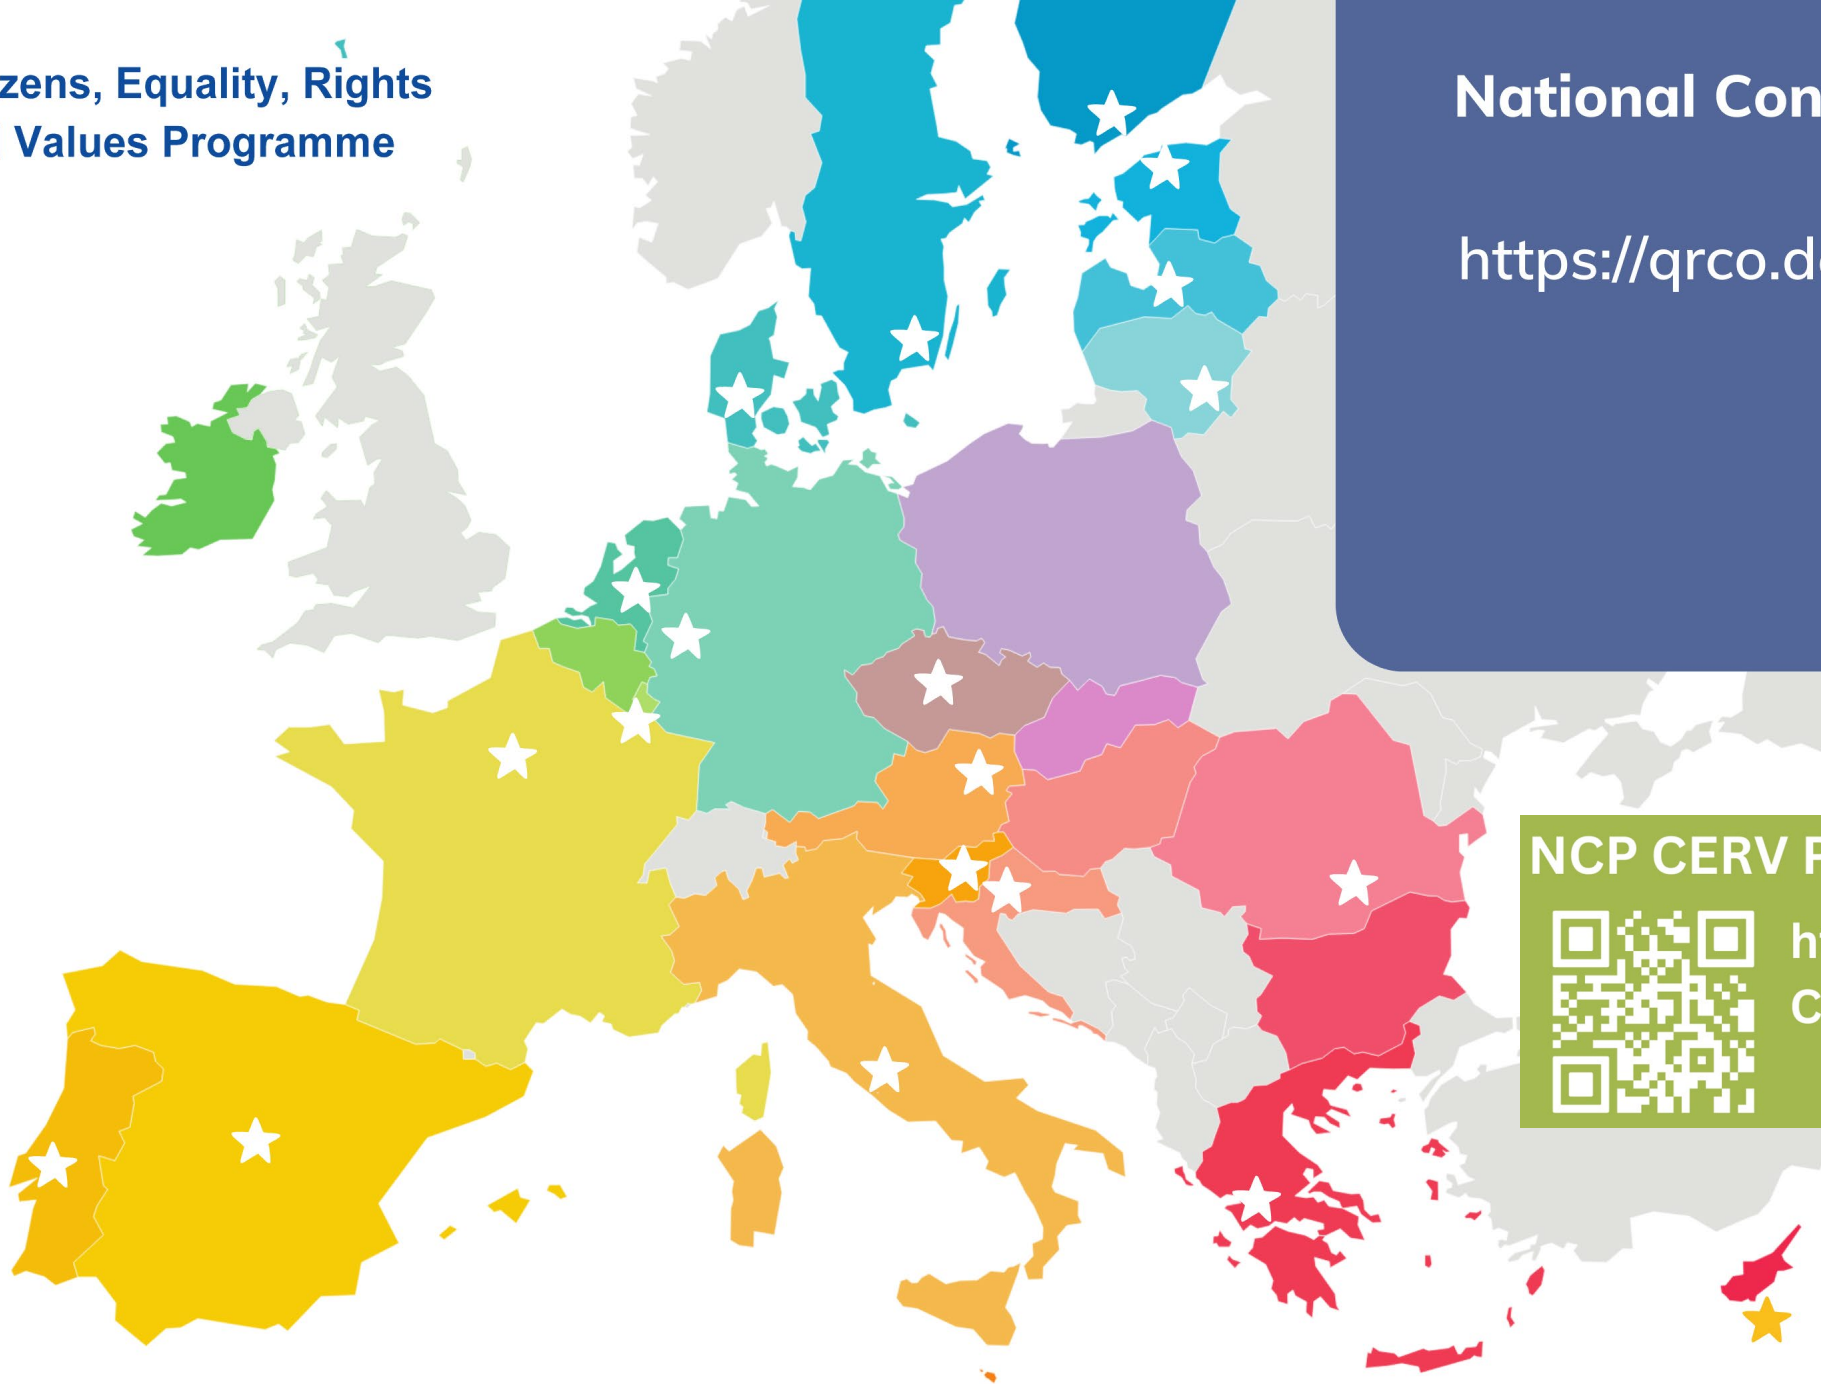 zens, Equality, Rights
Values Programme
National Con
https://qrco.d
NCP CERV
h
C